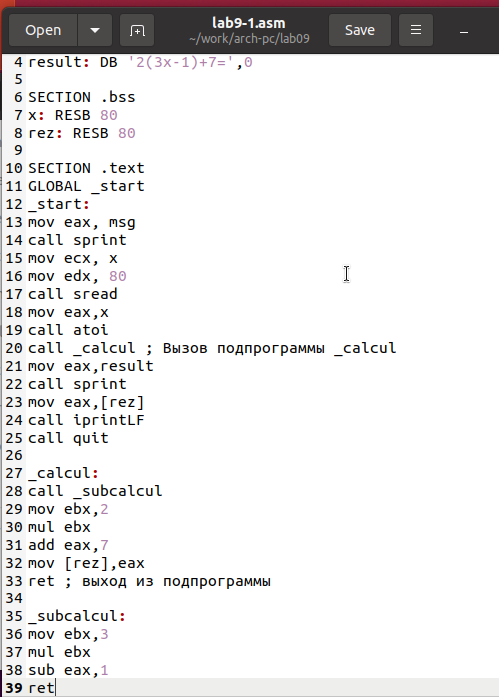 Open
lab9-1.asm
~/work/arch-pc/lab09
Save
4 result: DB '2(3x-1)+7=',0
5
6 SECTION .bss
7 x: RESB 80
8 rez: RESB 80
9
10 SECTION .text
11 GLOBAL _start
12 _start:
13 mov eax, msg
14 call sprint
15 mov ecx, x
16 mov edx, 80
17 call sread
18 mov eax,x
19 call atoi
20 call _calcul ; Вызов подпрограммы _calcul
21 mov eax,result
22 call sprint
23 mov eax,[rez]
24 call iprintLF
25 call quit
26
27 _calcul:
28 call _subcalcul
29 mov ebx,2
30 mul ebx
31 add eax,7
32 mov [rez],eax
33 ret ; выход из подпрограммы
34
35 _subcalcul:
36 mov ebx,3
37 mul ebx
38 sub eax,1
39 ret